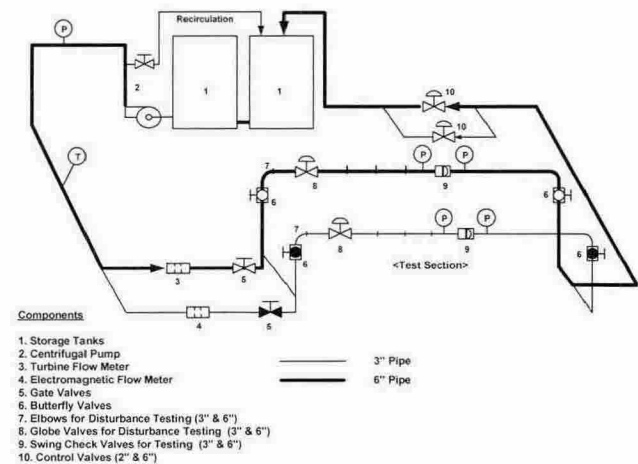 Recirculation
P
10
2
1
1
10
T
7
8
P
P
9
6
6
7
8
P
P
9
6
6
<Test Section>
3
5
4
5
Components
1. Storage Tanks
2. Centrifugal Pump
3. Turbine Flow Meter
4. Electromagnetic Flow Meter
5. Gate Valves
6. Butterfly Valves
7. Elbows for Disturbance Testing (3" & 6")
8. Globe Valves for Disturbance Testing (3" & 6")
9. Swing Check Valves for Testing (3" & 6")
10. Control Valves (2" & 6")
3" Pipe
6" Pipe